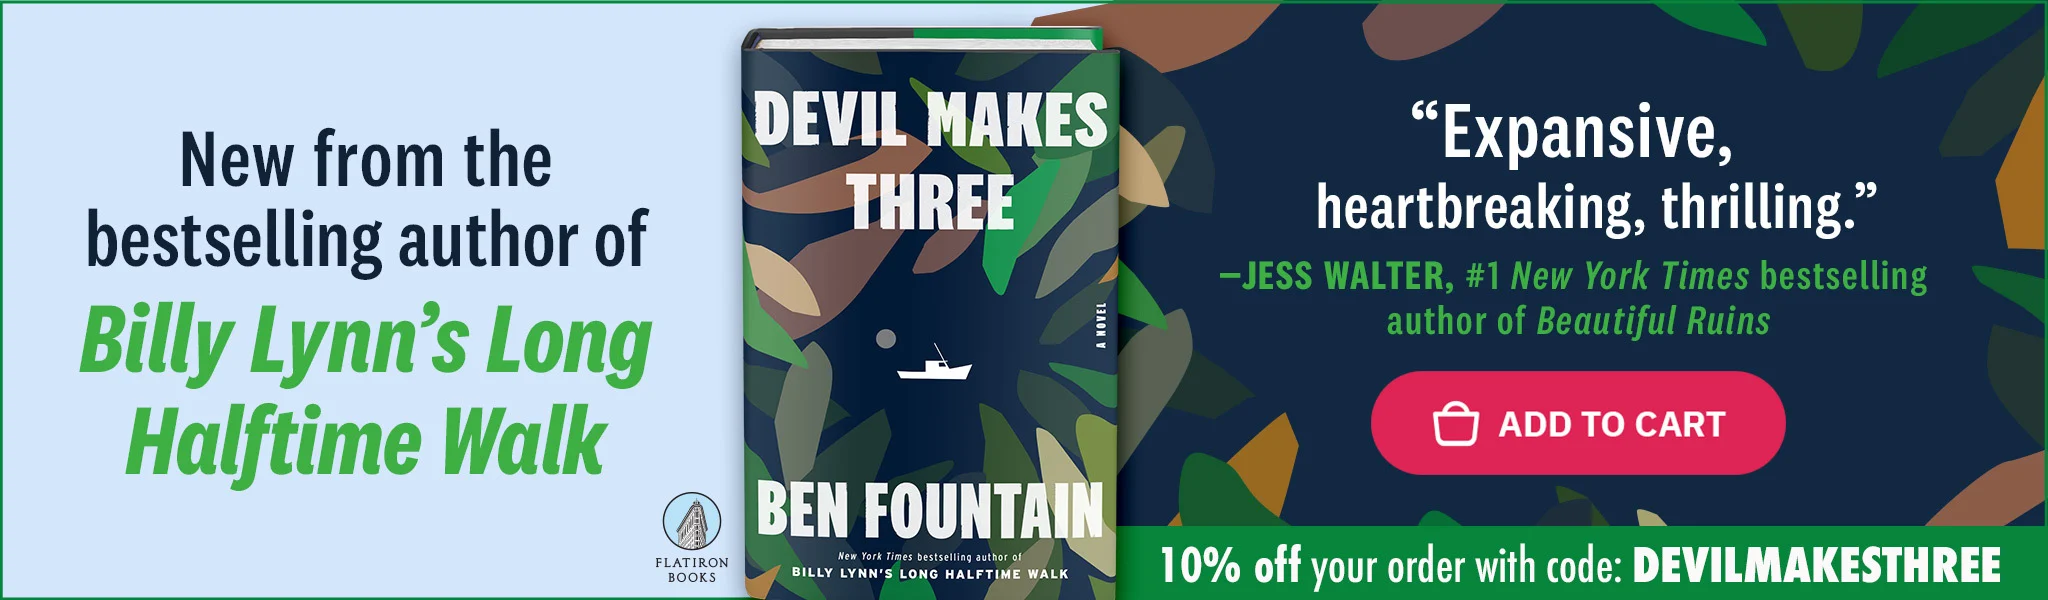 New from the
bestselling author of
Billy Lynn’s Long
Halftime Walk
FLATIRON
BOOKS
DEVIL MAKES
THREE
A NOVEL
BEN FOUNTAIN
New York Times bestselling author of
BILLY LYNN’S LONG HALFTIME WALK
“Expansive,
heartbreaking, thrilling.”
—JESS WALTER, #1 New York Times bestselling
author of Beautiful Ruins
ADD TO CART
10% off your order with code: DEVILMAKESTHREE